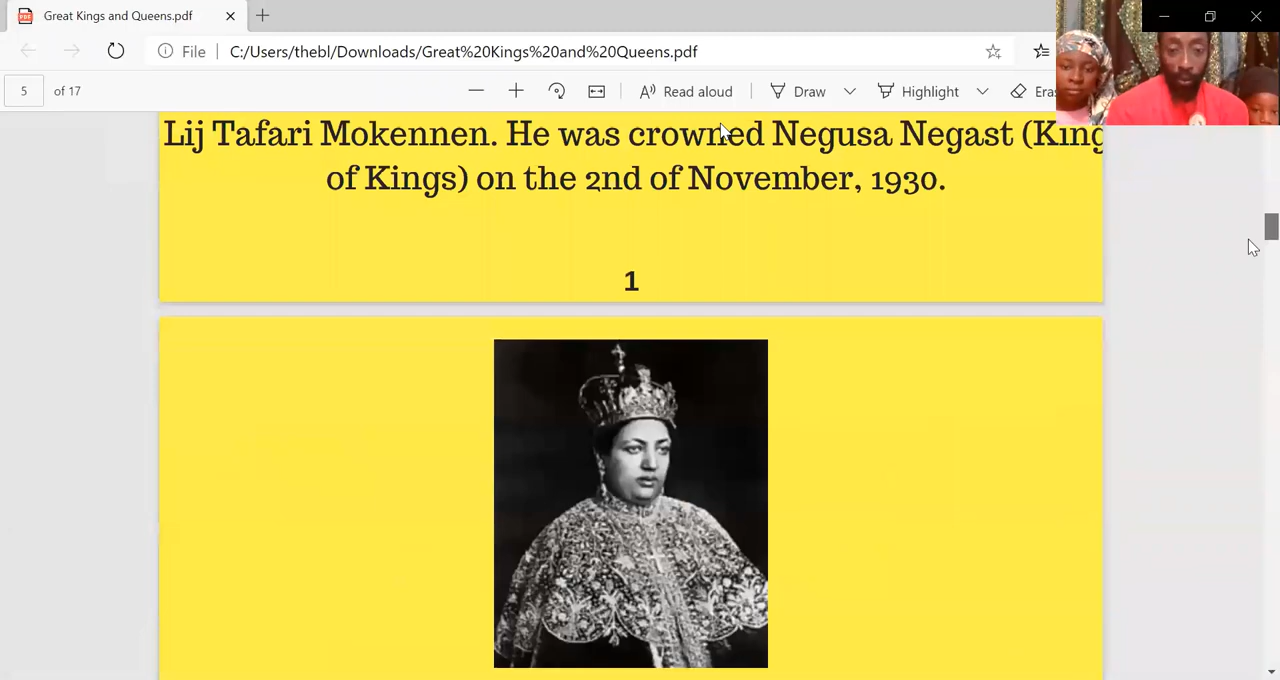 Great Kings and Queens.pdf
File
C:/Users/thebl/Downloads/Great%20Kings%20and%20Queens.pdf
5 of 17
Read aloud
Draw
Highlight
Eras
Lij Tafari Mokennen. He was crowned Negusa Negast (King
of Kings) on the 2nd of November, 1930.
1